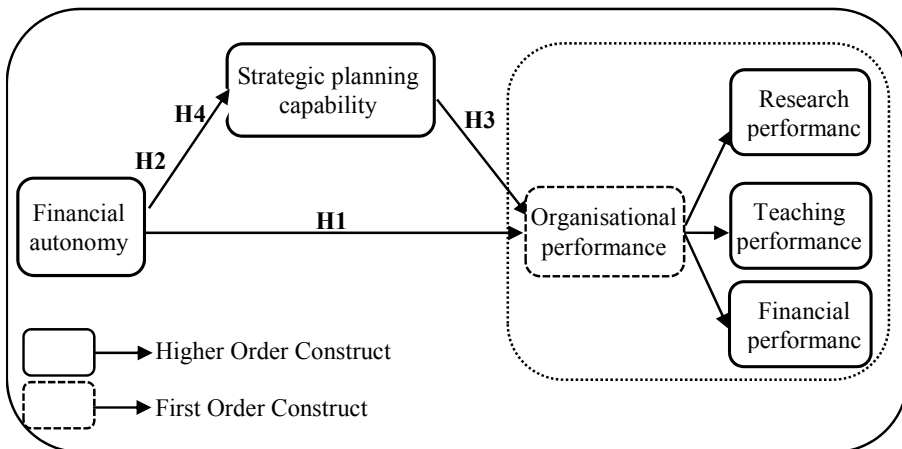 Strategic planning
capability
H4
H3
H2
Financial
autonomy
H1
Organisational
performance
Research
performanc
Teaching
performance
Financial
performanc
Higher Order Construct
First Order Construct